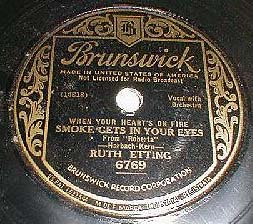 B
Brunswick
MADE IN UNITED STATES OF AMERICA
Not Licensed for Radio Broadcast
Vocal with
Orchestra
WHEN YOUR HEART'S ON FIRE
SMOKE GETS IN YOUR EYES
From "Roberta"
—Harbach-Kern—
RUTH ETTING
6769
BRUNSWICK RECORD CORPORATION